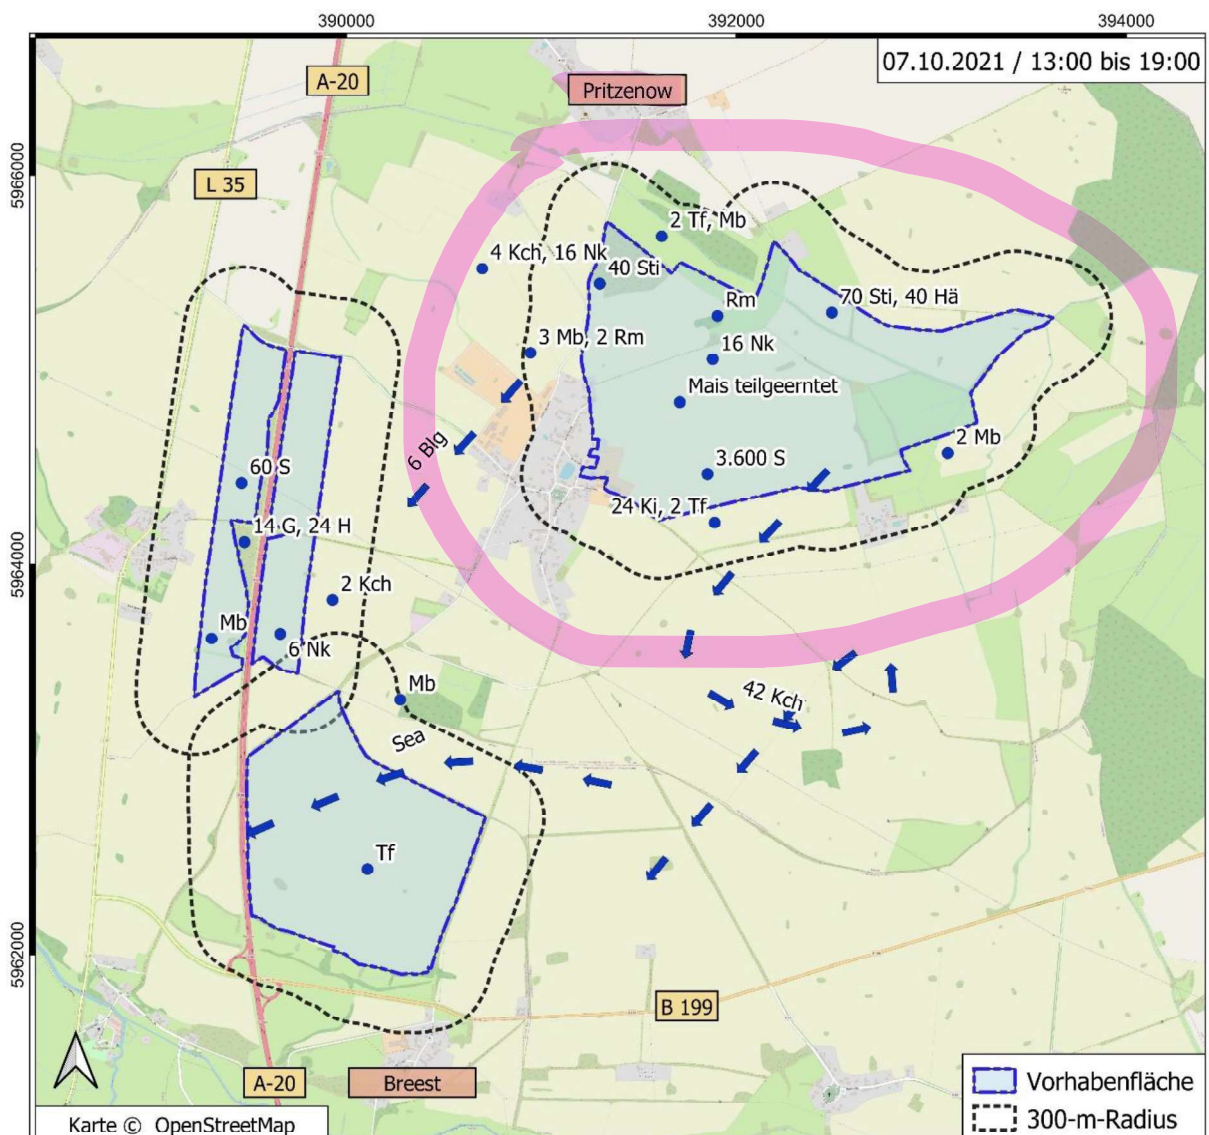 390000
392000
394000
07.10.2021 / 13:00 bis 19:00
A-20
Pritzenow
5966000
L 35
2 Tf, Mb
4 Kch, 16 Nk
40 Sti
Rm
70 Sti, 40 Hä
3 Mb, 2 Rm
16 Nk
Mais teilgeerntet
6 Blg
2 Mb
60 S
3.600 S
24 Ki, 2 Tf
14 G, 24 H
5964000
2 Kch
Mb
6 Nk
Mb
42 Kch
Sea
Tf
5962000
B 199
A-20
Breest
Vorhabenfläche
300-m-Radius
Karte © OpenStreetMap